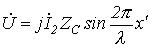 U̇ = jİ₂Z_C sin 2π/λ x'